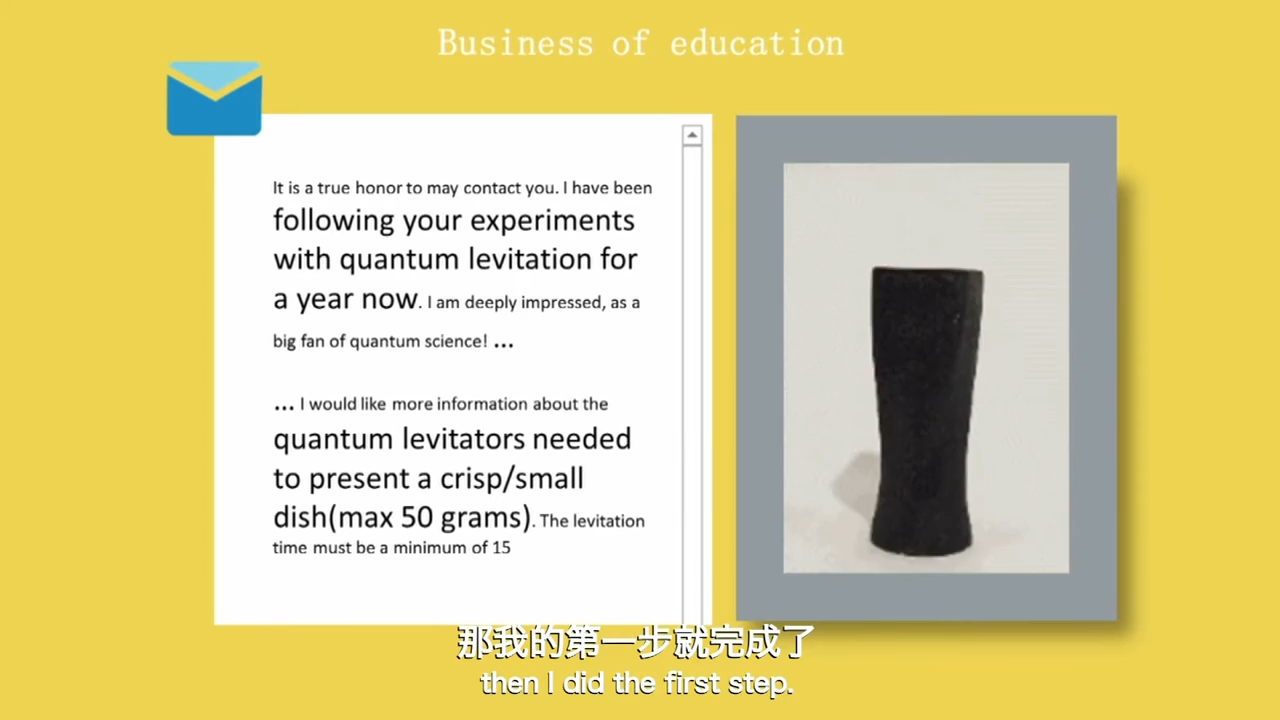 Business of education
It is a true honor to may contact you. I have been
following your experiments
with quantum levitation for
a year now. I am deeply impressed, as a
big fan of quantum science! ...
... I would like more information about the
quantum levitators needed
to present a crisp/small
dish(max 50 grams). The levitation
time must be a minimum of 15
那我的第一步就完成了
then I did the first step.